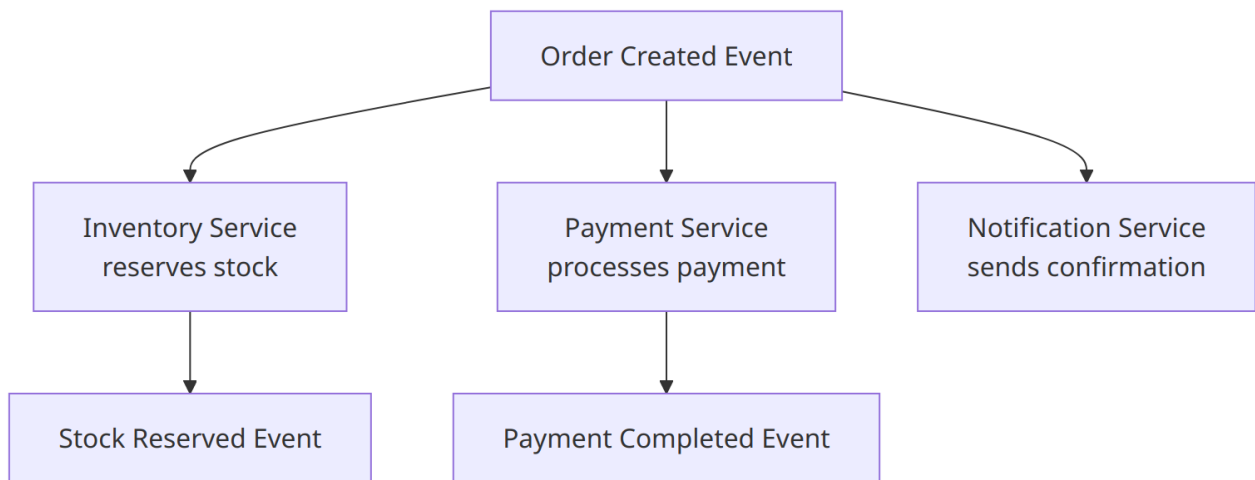 Order Created Event
Inventory Service
reserves stock
Payment Service
processes payment
Notification Service
sends confirmation
Stock Reserved Event
Payment Completed Event